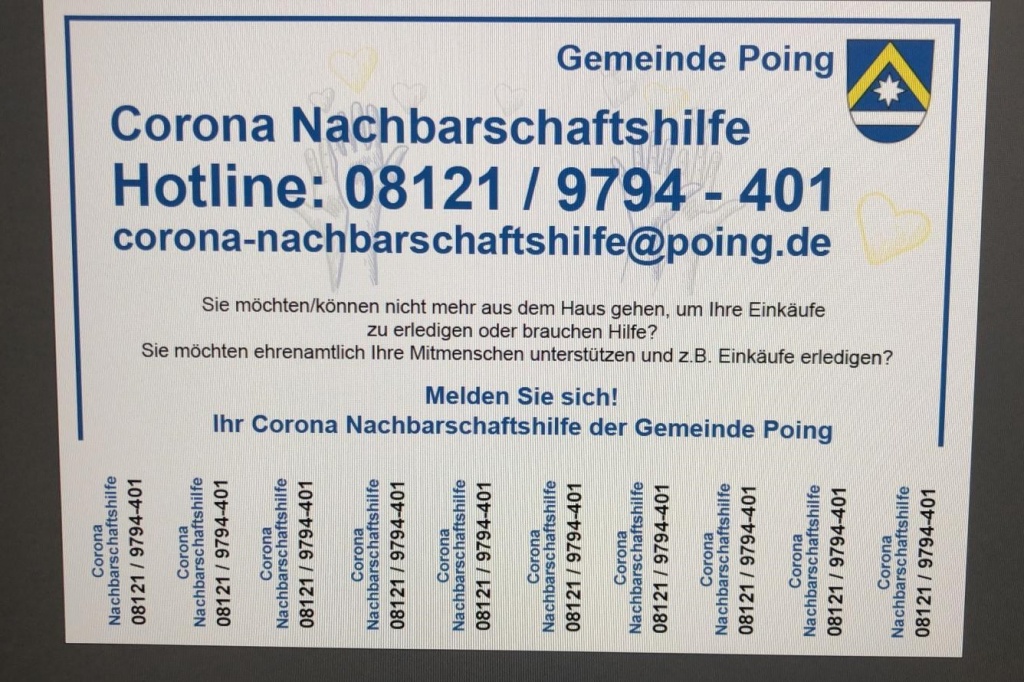 Gemeinde Poing
Corona Nachbarschaftshilfe
Hotline: 08121 / 9794 - 401
corona-nachbarschaftshilfe@poing.de
Sie möchten/können nicht mehr aus dem Haus gehen, um Ihre Einkäufe
zu erledigen oder brauchen Hilfe?
Sie möchten ehrenamtlich Ihre Mitmenschen unterstützen und z.B. Einkäufe erledigen?
Melden Sie sich!
Ihr Corona Nachbarschaftshilfe der Gemeinde Poing
Corona
Nachbarschaftshilfe
08121 / 9794-401
Corona
Nachbarschaftshilfe
08121 / 9794-401
Corona
Nachbarschaftshilfe
08121 / 9794-401
Corona
Nachbarschaftshilfe
08121 / 9794-401
Corona
Nachbarschaftshilfe
08121 / 9794-401
Corona
Nachbarschaftshilfe
08121 / 9794-401
Corona
Nachbarschaftshilfe
08121 / 9794-401
Corona
Nachbarschaftshilfe
08121 / 9794-401
Corona
Nachbarschaftshilfe
08121 / 9794-401
Corona
Nachbarschaftshilfe
08121 / 9794-401